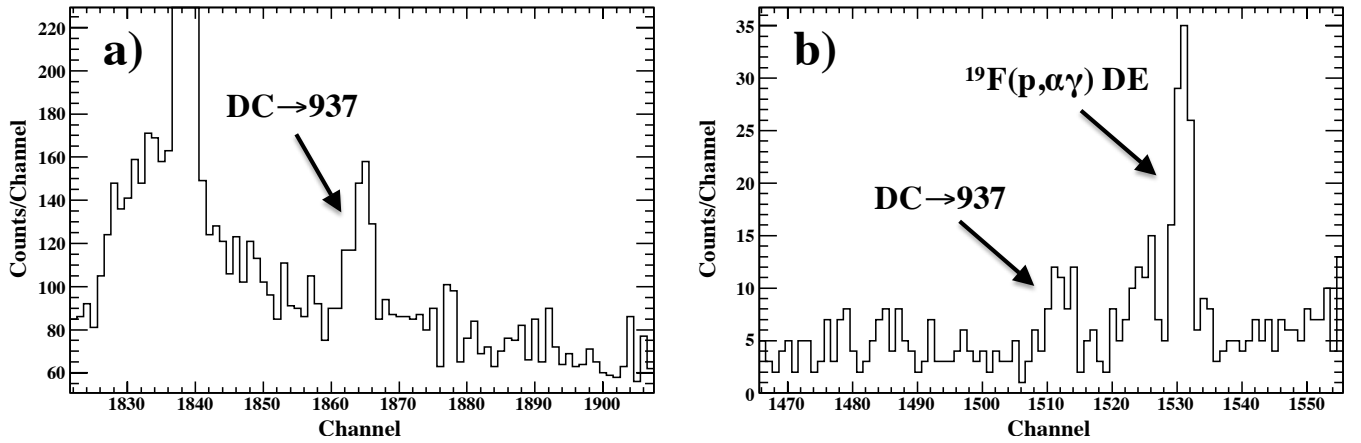 a)
DC→937
220
200
180
160
140
120
100
80
60
Counts/Channel
1830 1840 1850 1860 1870 1880 1890 1900
Channel
b)
¹⁹F(p,αγ) DE
DC→937
35
30
25
20
15
10
5
0
Counts/Channel
1470 1480 1490 1500 1510 1520 1530 1540 1550
Channel